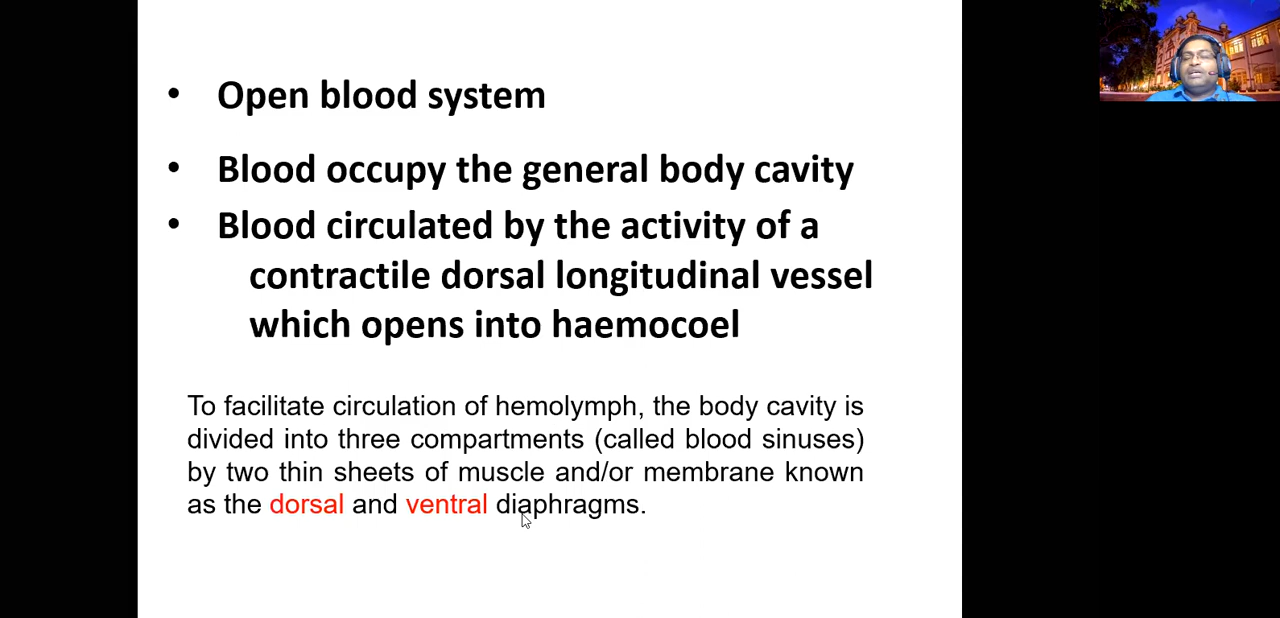 • Open blood system
• Blood occupy the general body cavity
• Blood circulated by the activity of a
contractile dorsal longitudinal vessel
which opens into haemocoel
To facilitate circulation of hemolymph, the body cavity is
divided into three compartments (called blood sinuses)
by two thin sheets of muscle and/or membrane known
as the dorsal and ventral diaphragms.